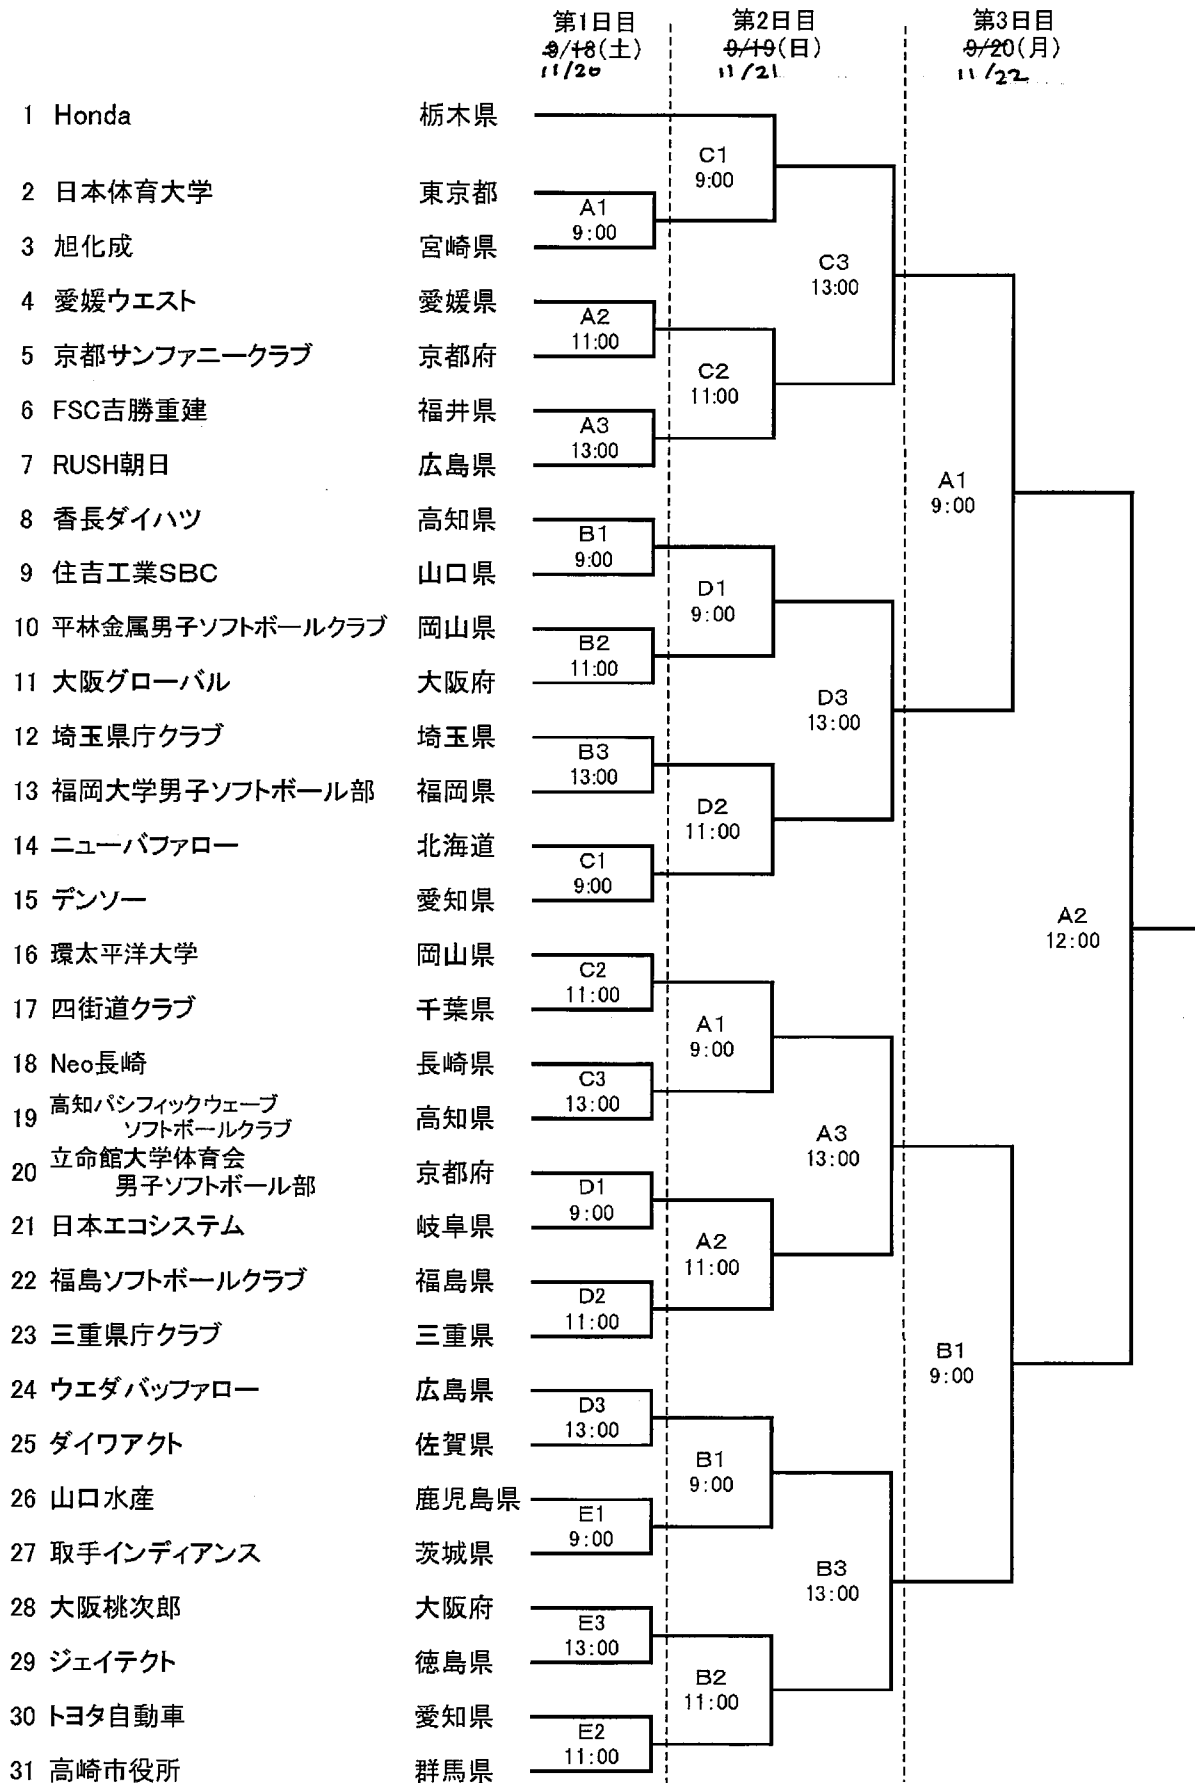 第1日目 第2日目 第3日目
9/18(土) 9/19(日) 9/20(月)
11/20 11/21 11/22
1 Honda 栃木県
C1
9:00
2 日本体育大学 東京都
A1
9:00
3 旭化成 宮崎県
C3
13:00
4 愛媛ウエスト 愛媛県
A2
11:00
5 京都サンファニークラブ 京都府
C2
11:00
6 FSC吉勝重建 福井県
A3
13:00
7 RUSH朝日 広島県
A1
9:00
8 香長ダイハツ 高知県
B1
9:00
9 住吉工業SBC 山口県
D1
9:00
10 平林金属男子ソフトボールクラブ 岡山県
B2
11:00
11 大阪グローバル 大阪府
D3
13:00
12 埼玉県庁クラブ 埼玉県
B3
13:00
13 福岡大学男子ソフトボール部 福岡県
D2
11:00
14 ニューバファロー 北海道
C1
9:00
15 デンソー 愛知県
A2
12:00
16 環太平洋大学 岡山県
C2
11:00
17 四街道クラブ 千葉県
A1
9:00
18 Neo長崎 長崎県
C3
13:00
19 高知パシフィックウェーブ
ソフトボールクラブ 高知県
A3
13:00
20 立命館大学体育会
男子ソフトボール部 京都府
D1
9:00
21 日本エコシステム 岐阜県
A2
11:00
22 福島ソフトボールクラブ 福島県
D2
11:00
23 三重県庁クラブ 三重県
B1
9:00
24 ウエダバッファロー 広島県
D3
13:00
25 ダイワアクト 佐賀県
B1
9:00
26 山口水産 鹿児島県
E1
9:00
27 取手インディアンス 茨城県
B3
13:00
28 大阪桃次郎 大阪府
E3
13:00
29 ジェイテクト 徳島県
B2
11:00
30 トヨタ自動車 愛知県
E2
11:00
31 高崎市役所 群馬県